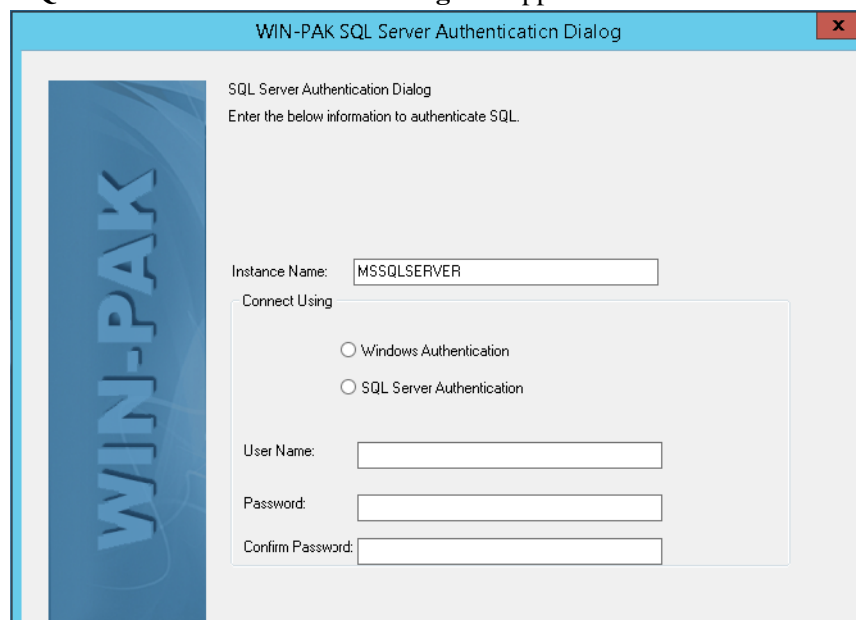 WIN-PAK SQL Server Authentication Dialog
x
WIN-PAK
SQL Server Authentication Dialog
Enter the below information to authenticate SQL.
Instance Name: MSSQLSERVER
Connect Using
Windows Authentication
SQL Server Authentication
User Name:
Password:
Confirm Password: